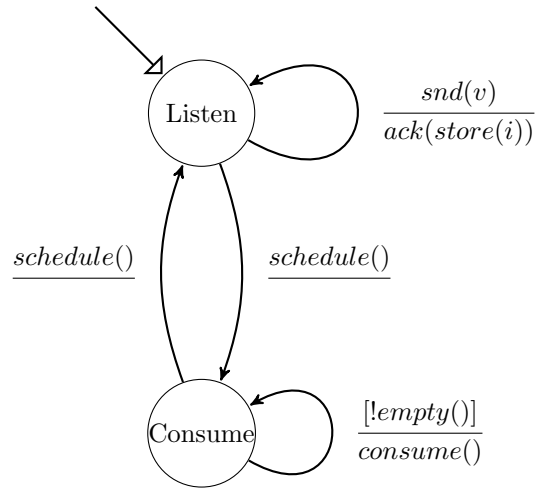 Listen
snd(v)
ack(store(i))
schedule()
schedule()
Consume
[!empty()]
consume()